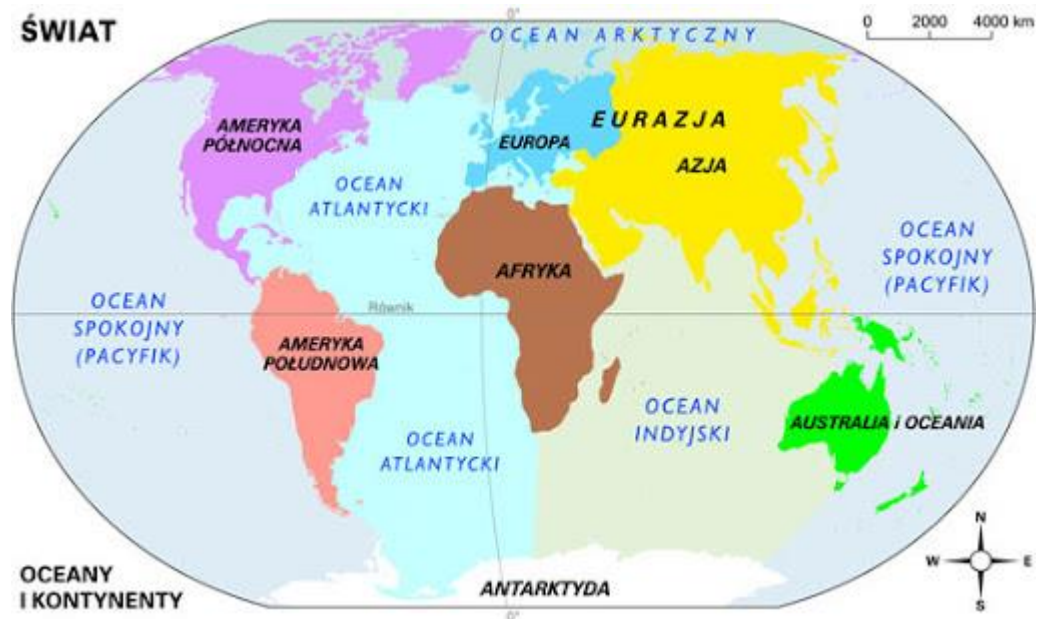 ŚWIAT
0°
0 2000 4000 km
OCEAN ARKTYCZNY
AMERYKA
PÓŁNOCNA
EUROPA
EURAZJA
AZJA
OCEAN
ATLANTYCKI
OCEAN
SPOKOJNY
(PACYFIK)
AFRYKA
OCEAN
SPOKOJNY
(PACYFIK)
Równik
AMERYKA
POŁUDNOWA
OCEAN
ATLANTYCKI
OCEAN
INDYJSKI
AUSTRALIA i OCEANIA
N
W E
S
OCEANY
I KONTYNENTY
ANTARKTYDA
0°